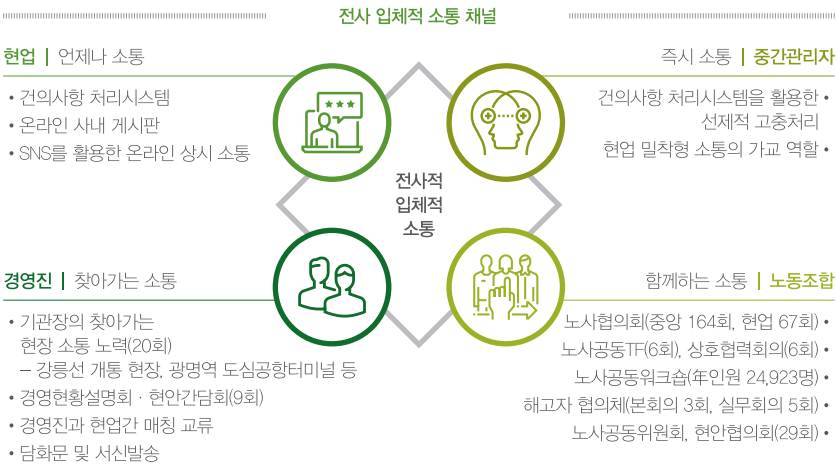 전사 입체적 소통 채널
현업 | 언제나 소통
• 건의사항 처리시스템
• 온라인 사내 게시판
• SNS를 활용한 온라인 상시 소통
즉시 소통 | 중간관리자
건의사항 처리시스템을 활용한 •
선제적 고충처리
현업 밀착형 소통의 가교 역할 •
전사적
입체적
소통
경영진 | 찾아가는 소통
• 기관장의 찾아가는
현장 소통 노력(20회)
– 강릉선 개통 현장, 광명역 도심공항터미널 등
• 경영현황설명회 · 현안간담회(9회)
• 경영진과 현업간 매칭 교류
• 담화문 및 서신발송
함께하는 소통 | 노동조합
노사협의회(중앙 164회, 현업 67회) •
노사공동TF(6회), 상호협력회의(6회) •
노사공동워크숍(年인원 24,923명) •
해고자 협의체(본회의 3회, 실무회의 5회) •
노사공동위원회, 현안협의회(29회) •